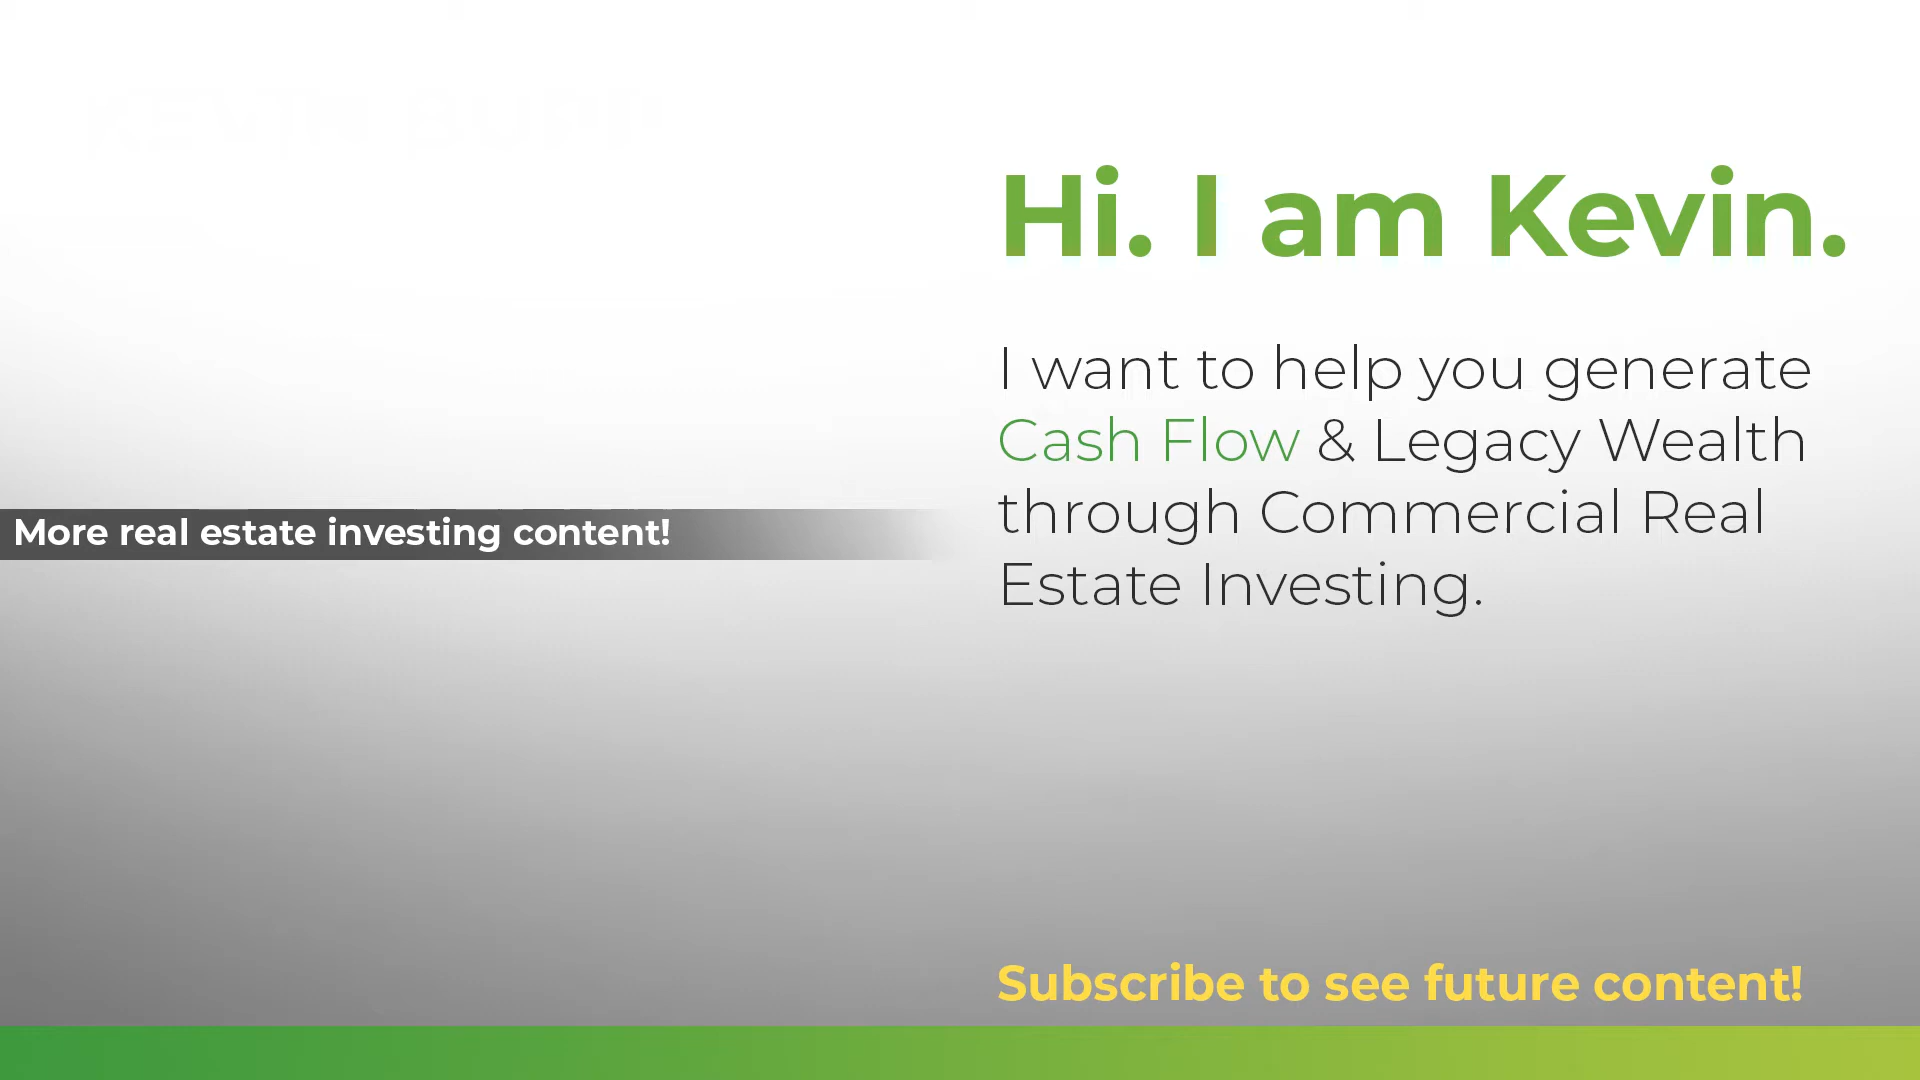 Hi. I am Kevin.
I want to help you generate
Cash Flow & Legacy Wealth
through Commercial Real
Estate Investing.
More real estate investing content!
Subscribe to see future content!